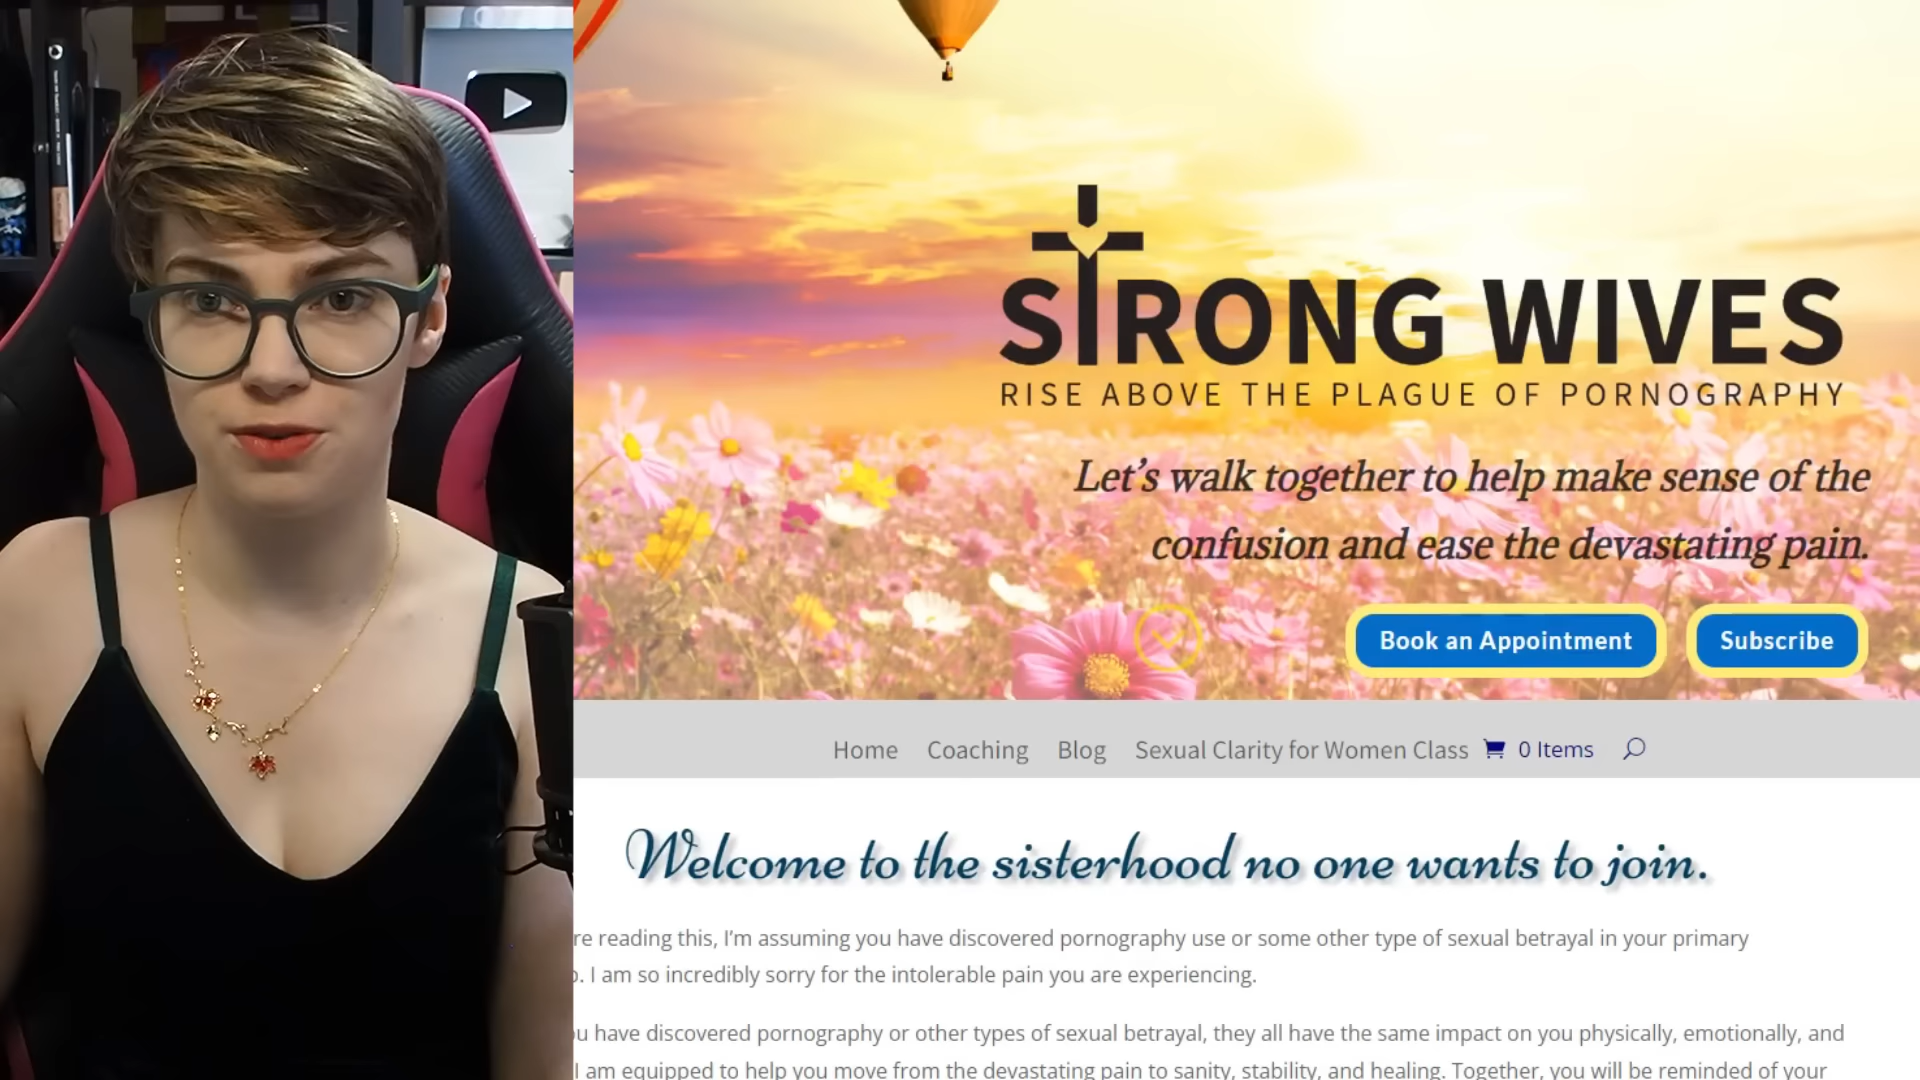 STRONG WIVES
RISE ABOVE THE PLAGUE OF PORNOGRAPHY
Let's walk together to help make sense of the
confusion and ease the devastating pain.
Book an Appointment Subscribe
Home Coaching Blog Sexual Clarity for Women Class 0 Items
Welcome to the sisterhood no one wants to join.
re reading this, I'm assuming you have discovered pornography use or some other type of sexual betrayal in your primary
. I am so incredibly sorry for the intolerable pain you are experiencing.
u have discovered pornography or other types of sexual betrayal, they all have the same impact on you physically, emotionally, and
I am equipped to help you move from the devastating pain to sanity, stability, and healing. Together, you will be reminded of your